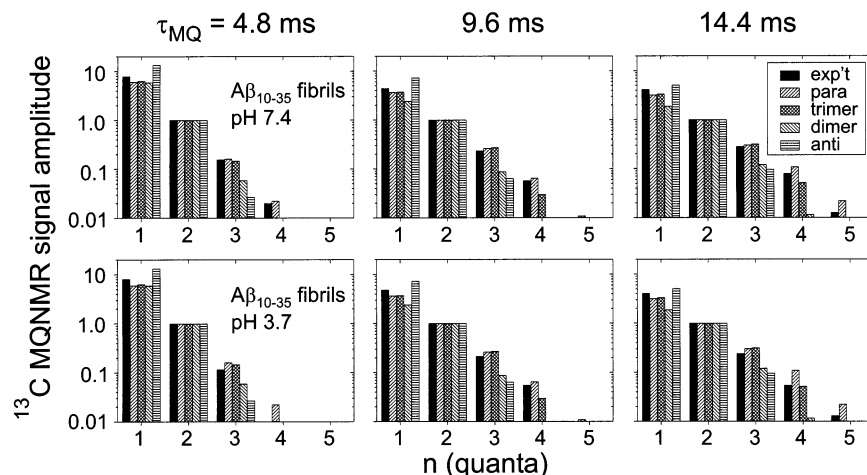 τMQ = 4.8 ms 9.6 ms 14.4 ms
13C MQNMR signal amplitude
10
1.0
0.1
0.01
Aβ10-35 fibrils
pH 7.4
1 2 3 4 5
1 2 3 4 5
exp't
para
trimer
dimer
anti
1 2 3 4 5
10
1.0
0.1
0.01
Aβ10-35 fibrils
pH 3.7
1 2 3 4 5
1 2 3 4 5
1 2 3 4 5
n (quanta)